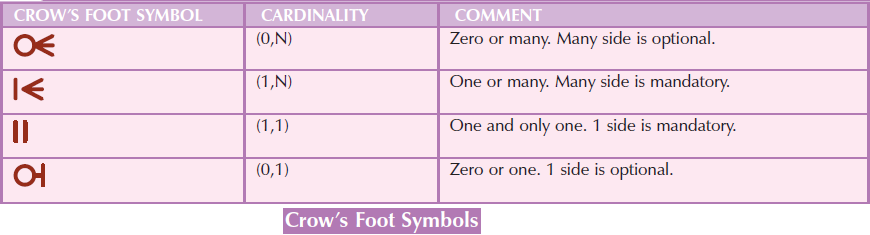 CROW'S FOOT SYMBOL CARDINALITY COMMENT
(0,N) Zero or many. Many side is optional.
(1,N) One or many. Many side is mandatory.
(1,1) One and only one. 1 side is mandatory.
(0,1) Zero or one. 1 side is optional.
Crow's Foot Symbols